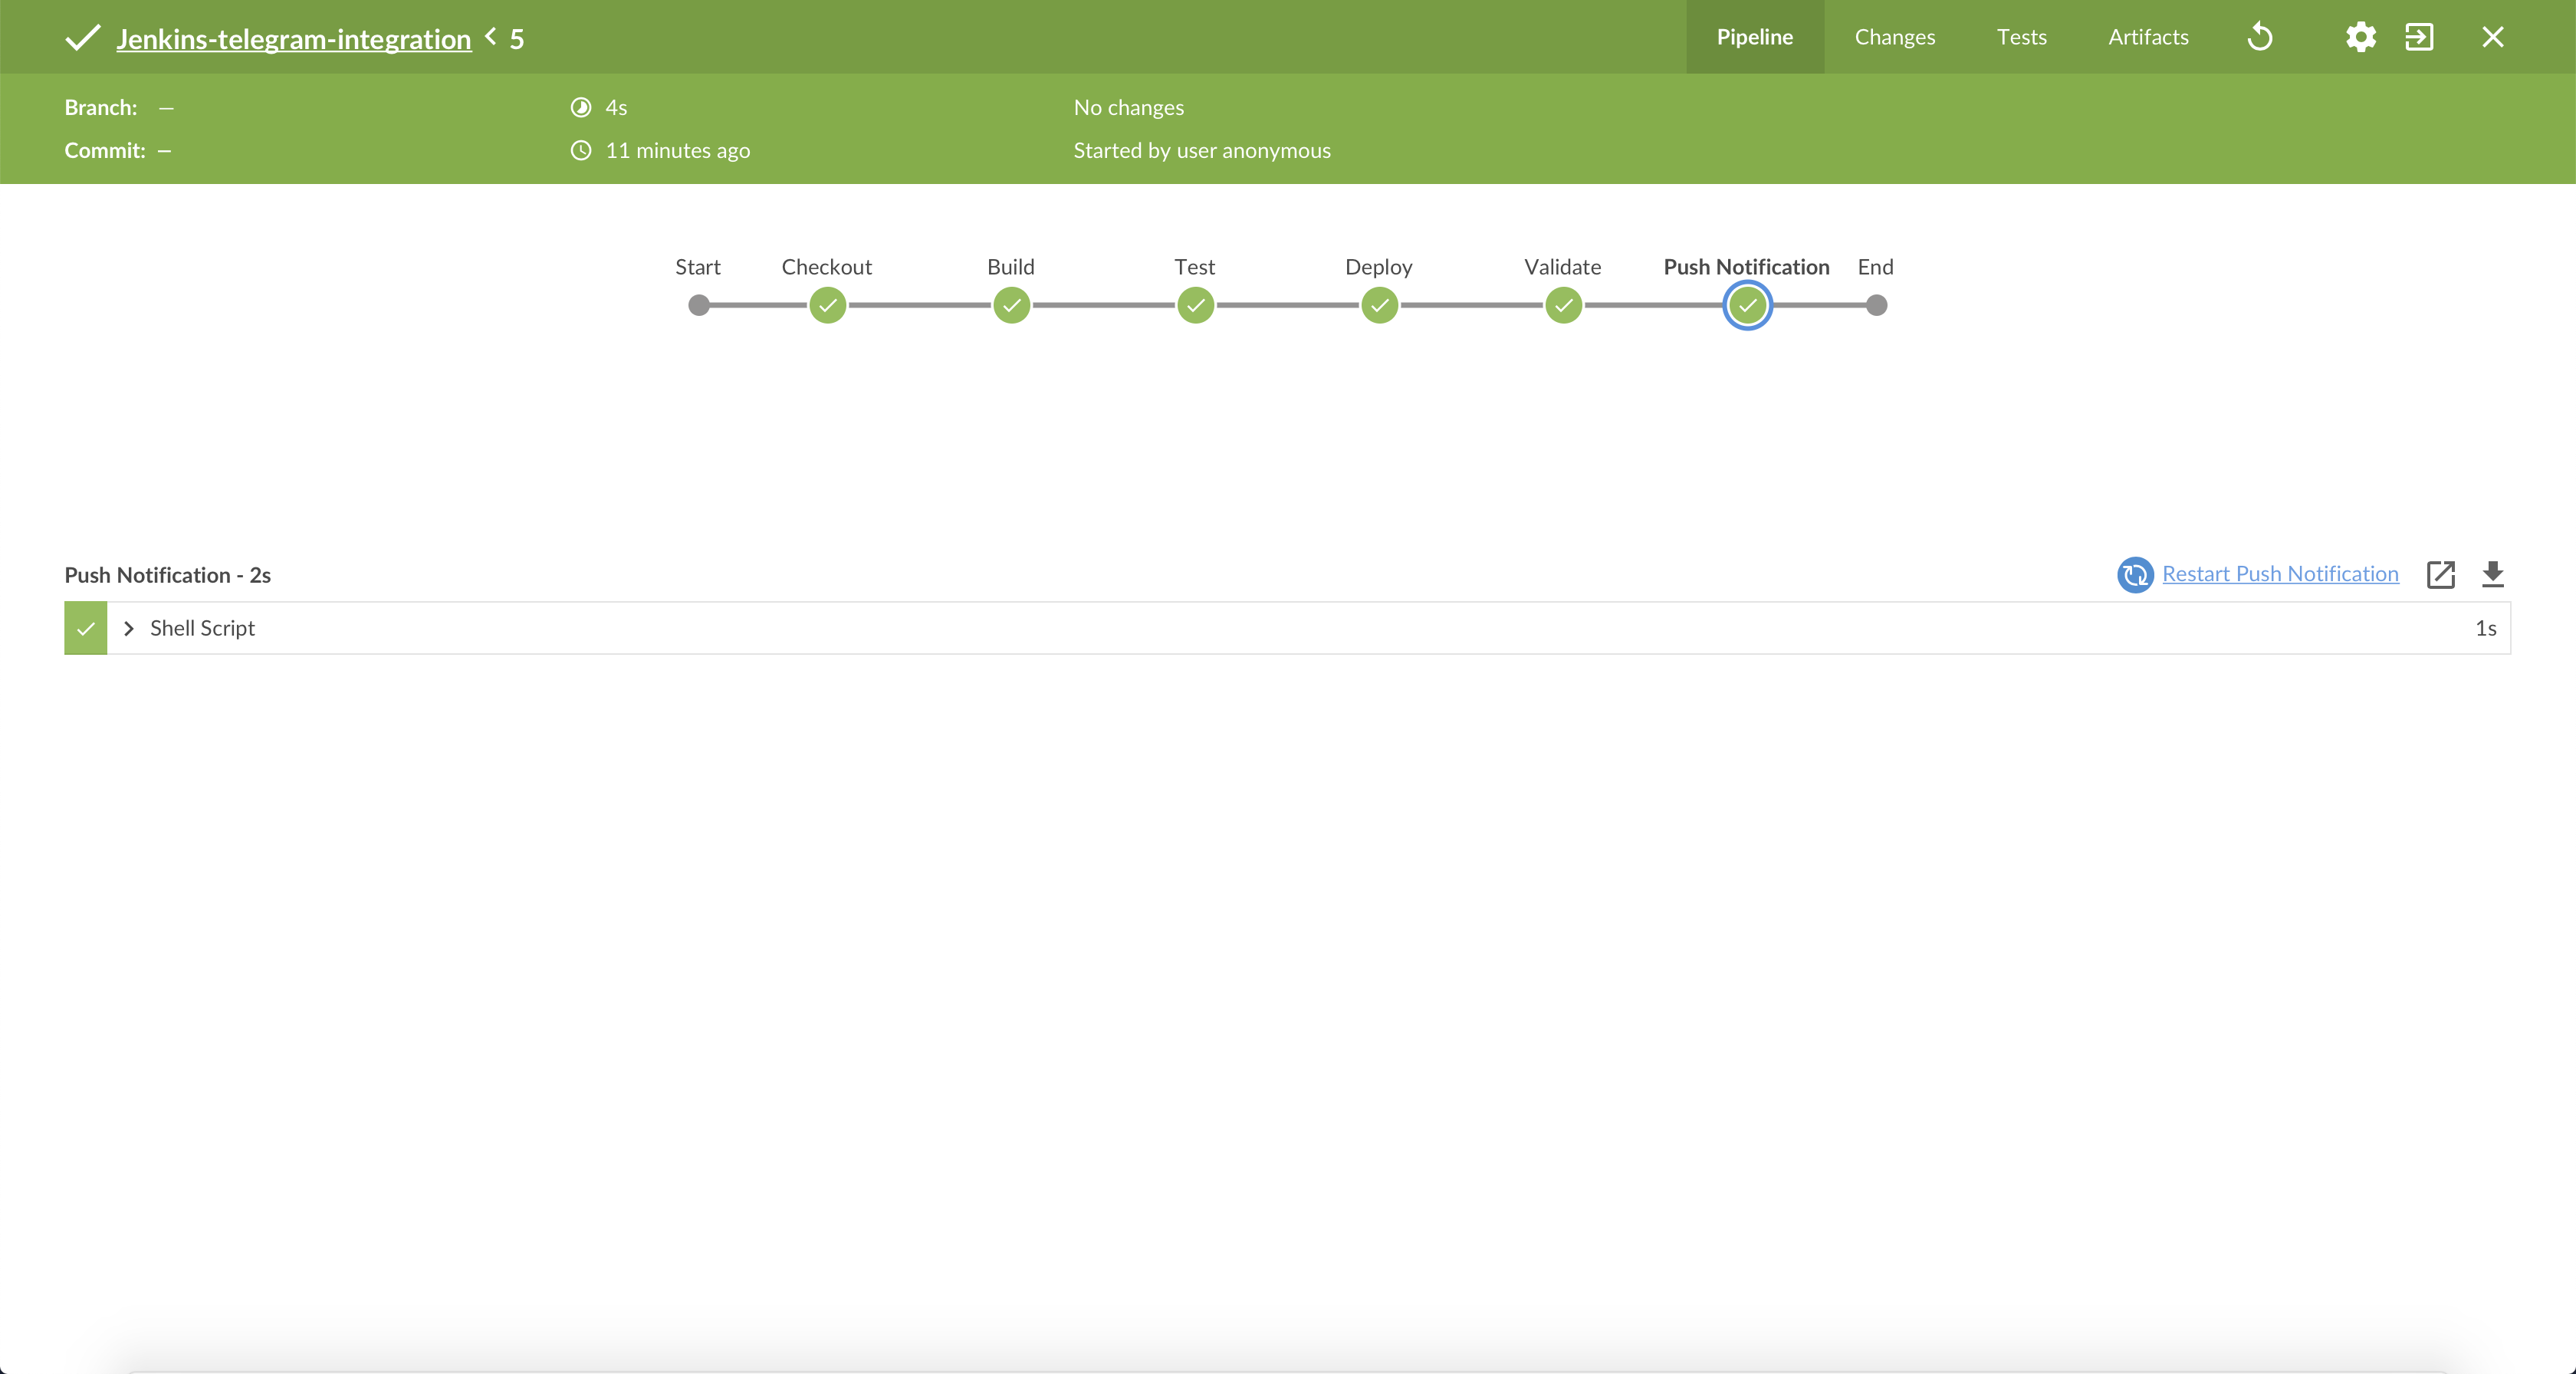 Jenkins-telegram-integration < 5
Pipeline Changes Tests Artifacts
Branch: — 4s No changes
Commit: — 11 minutes ago Started by user anonymous
Start Checkout Build Test Deploy Validate Push Notification End
Push Notification - 2s Restart Push Notification
Shell Script 1s